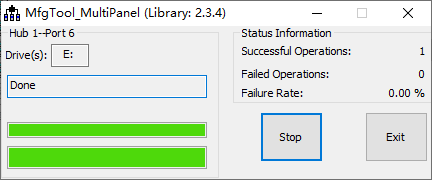 MfgTool_MultiPanel (Library: 2.3.4)
Hub 1--Port 6
Drive(s): E:
Done
Status Information
Successful Operations: 1
Failed Operations: 0
Failure Rate: 0.00 %
Stop
Exit